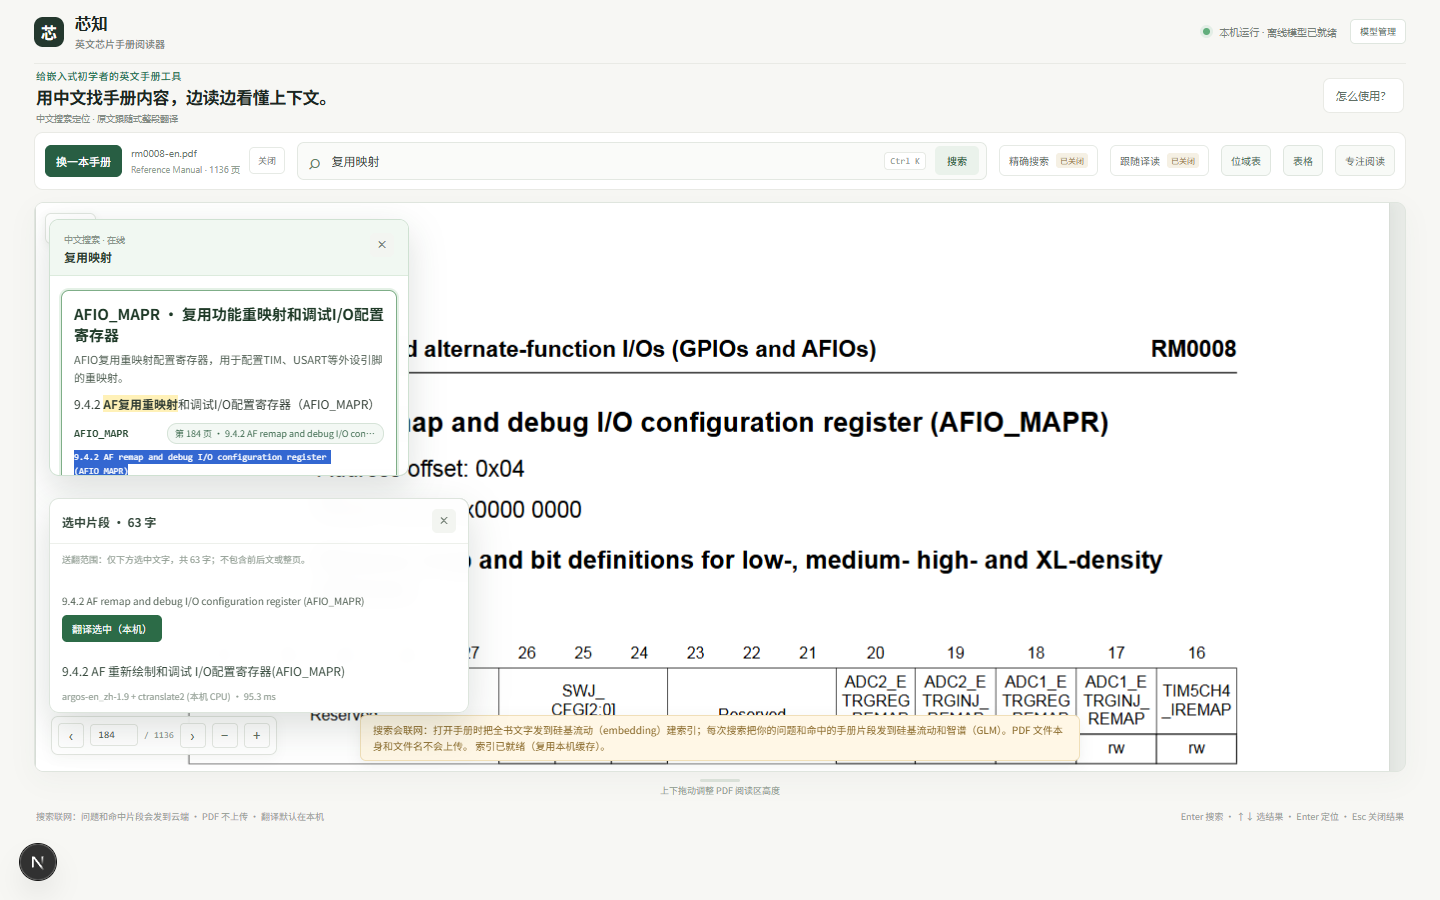 芯 芯知
英文芯片手册阅读器
本机运行 · 离线模型已就绪
模型管理
给嵌入式初学者的英文手册工具
用中文找手册内容，边读边看懂上下文。
中文搜索定位 · 原文跟随式整段翻译
怎么使用？
换一本手册
rm0008-en.pdf
Reference Manual · 1136 页
关闭
复用映射
Ctrl K
搜索
精确搜索 已关闭
跟随译读 已关闭
位域表
表格
专注阅读
中文搜索 · 在线
复用映射
×
AFIO_MAPR · 复用功能重映射和调试I/O配置
寄存器
AFIO复用重映射配置寄存器，用于配置TIM、USART等外设引脚
的重映射。
9.4.2 AF复用重映射和调试I/O配置寄存器（AFIO_MAPR）
AFIO_MAPR
第 184 页 · 9.4.2 AF remap and debug I/O con···
9.4.2 AF remap and debug I/O configuration register
(AFIO_MAPR)
d alternate-function I/Os (GPIOs and AFIOs)
RM0008
ap and debug I/O configuration register (AFIO_MAPR)
offset: 0x04
x0000 0000
and bit definitions for low-, medium- high- and XL-density
选中片段 · 63 字
×
送翻范围：仅下方选中文字，共 63 字；不包含前后文或整页。
9.4.2 AF remap and debug I/O configuration register (AFIO_MAPR)
翻译选中（本机）
9.4.2 AF 重新绘制和调试 I/O配置寄存器(AFIO_MAPR)
argos-en_zh-1.9 + ctranslate2 (本机 CPU) · 95.3 ms
27 26 25 24 23 22 21 20 19 18 17 16
Reserved
SWJ_
CFG[2:0]
Reserved
ADC2_E
TRGREG
_REMAP
ADC2_E
TRGINJ_
REMAP
ADC1_E
TRGREG
_REMAP
ADC1_E
TRGINJ_
REMAP
TIM5CH4
_IREMAP
rw rw
‹ 184 / 1136 › − +
搜索会联网：打开手册时把全书文字发到硅基流动（embedding）建索引；每次搜索把你的问题和命中的手册片段发到硅基流动和智谱（GLM）。PDF 文件本
身和文件名不会上传。 索引已就绪（复用本机缓存）。
上下拖动调整 PDF 阅读区高度
搜索联网：问题和命中片段会发到云端 · PDF 不上传 · 翻译默认在本机
Enter 搜索 · ↑↓ 选结果 · Enter 定位 · Esc 关闭结果
N